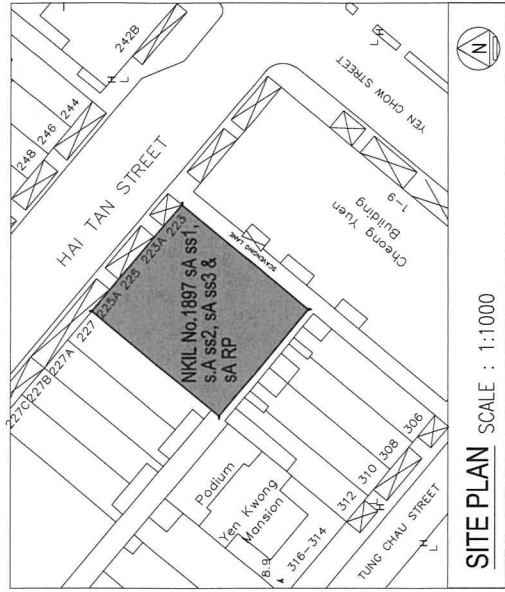 242B
248
246
244
HAI TAN STREET
YEN CHOW STREET
H
L
H
L
227C
227B
227A
227
225A
225
223A
223
NKIL No.1897 sA ss1,
s.A ss2, sA ss3 &
sA RP
SCAVENGING LANE
Cheong Yuen
Building
1-9
Podium
Yen Kwong
Mansion
8.9
316-314
312
310
308
306
H
TUNG CHAU STREET
H
L
SITE PLAN SCALE : 1:1000
N